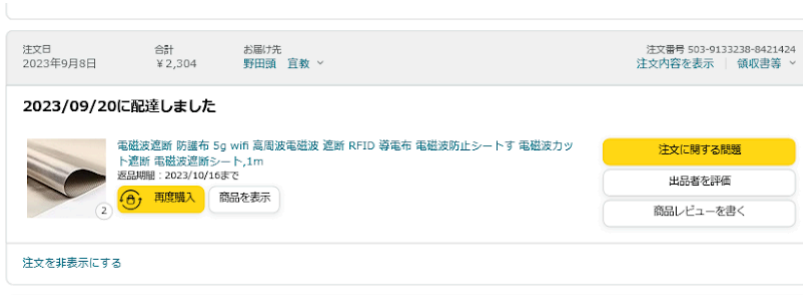 注文日 合計 お届け先 注文番号 503-9133238-8421424
2023年9月8日 ¥2,304 野田頭 宜教 注文内容を表示 領収書等
2023/09/20に配達しました
電磁波遮断 防護布 5g wifi 高周波電磁波 遮断 RFID 導電布 電磁波防止シートす 電磁波カッ
ト遮断 電磁波遮断シート,1m
返品期間:2023/10/16まで
2
再度購入 商品を表示
注文に関する問題
出品者を評価
商品レビューを書く
注文を非表示にする